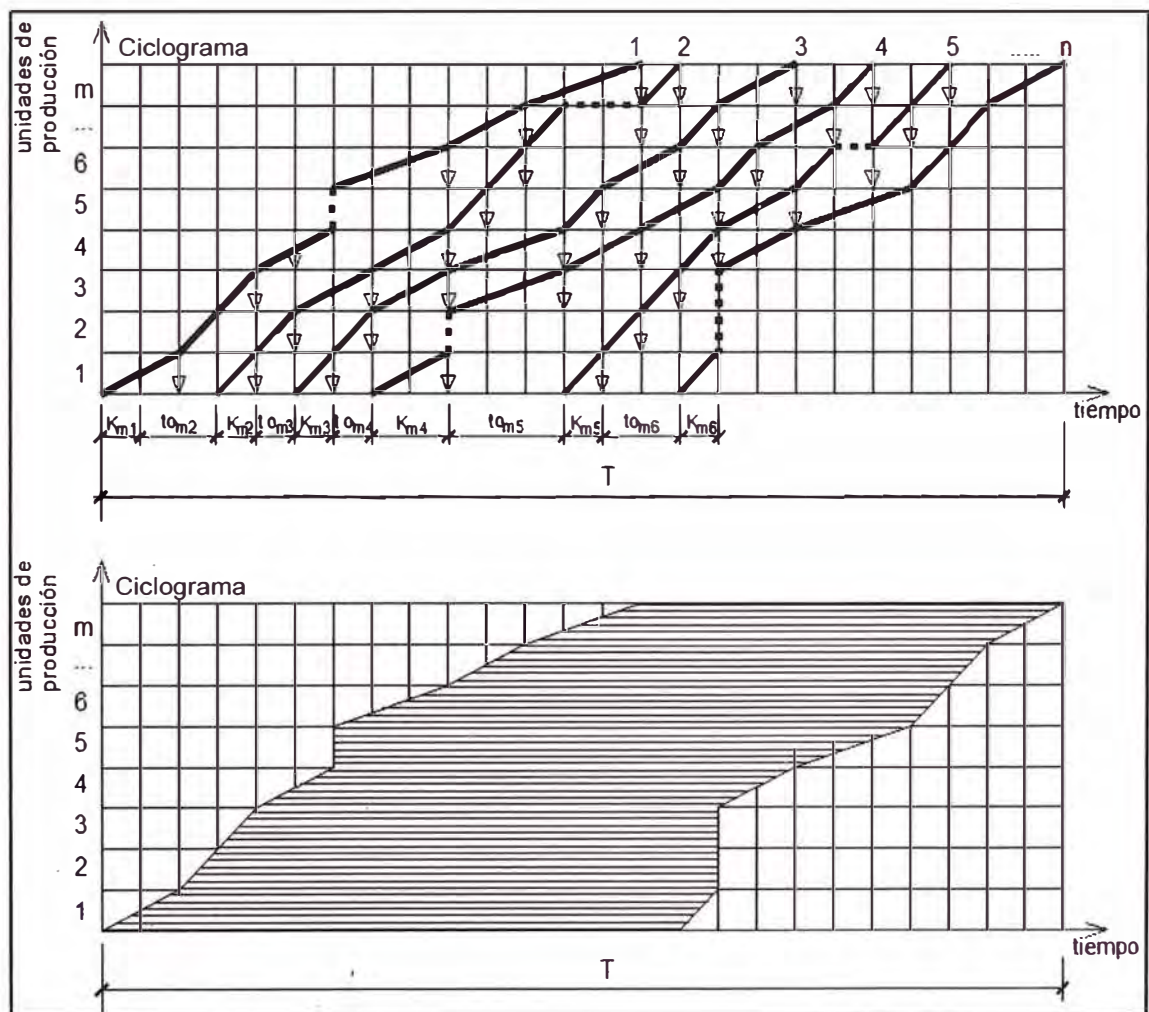 unidades de
producción
Ciclograma
1 2 3 4 5 ..... n
m
....
6
5
4
3
2
1
tiempo
Km1 tom2 Km2 tom3 Km3 tom4 Km4 tom5 Km5 tom6 Km6
T
unidades de
producción
Ciclograma
m
....
6
5
4
3
2
1
tiempo
T